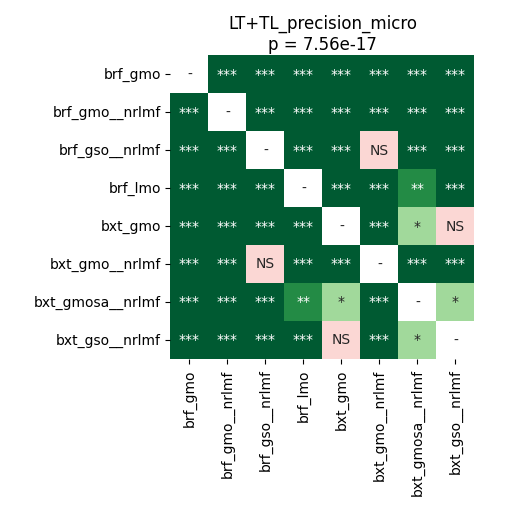 LT+TL_precision_micro
p = 7.56e-17
brf_gmo - *** *** *** *** *** *** ***
brf_gmo__nrlmf *** - *** *** *** *** *** ***
brf_gso__nrlmf *** *** - *** *** NS *** ***
brf_lmo *** *** *** - *** *** ** ***
bxt_gmo *** *** *** *** - *** * NS
bxt_gmo__nrlmf *** *** NS *** *** - *** ***
bxt_gmosa__nrlmf *** *** *** ** * *** - *
bxt_gso__nrlmf *** *** *** *** NS *** * -
brf_gmo
brf_gmo__nrlmf
brf_gso__nrlmf
brf_lmo
bxt_gmo
bxt_gmo__nrlmf
bxt_gmosa__nrlmf
bxt_gso__nrlmf